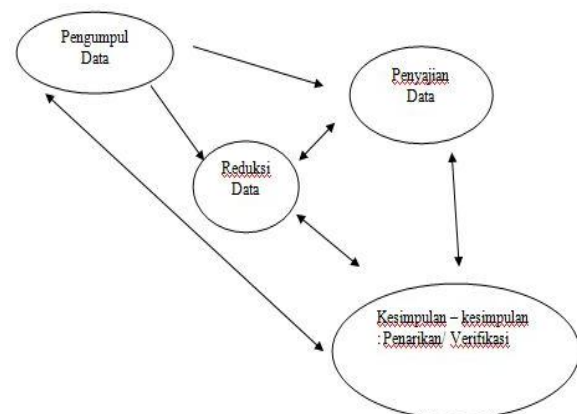 Pengumpul
Data
Penyajian
Data
Reduksi
Data
Kesimpulan – kesimpulan
: Penarikan/ Verifikasi